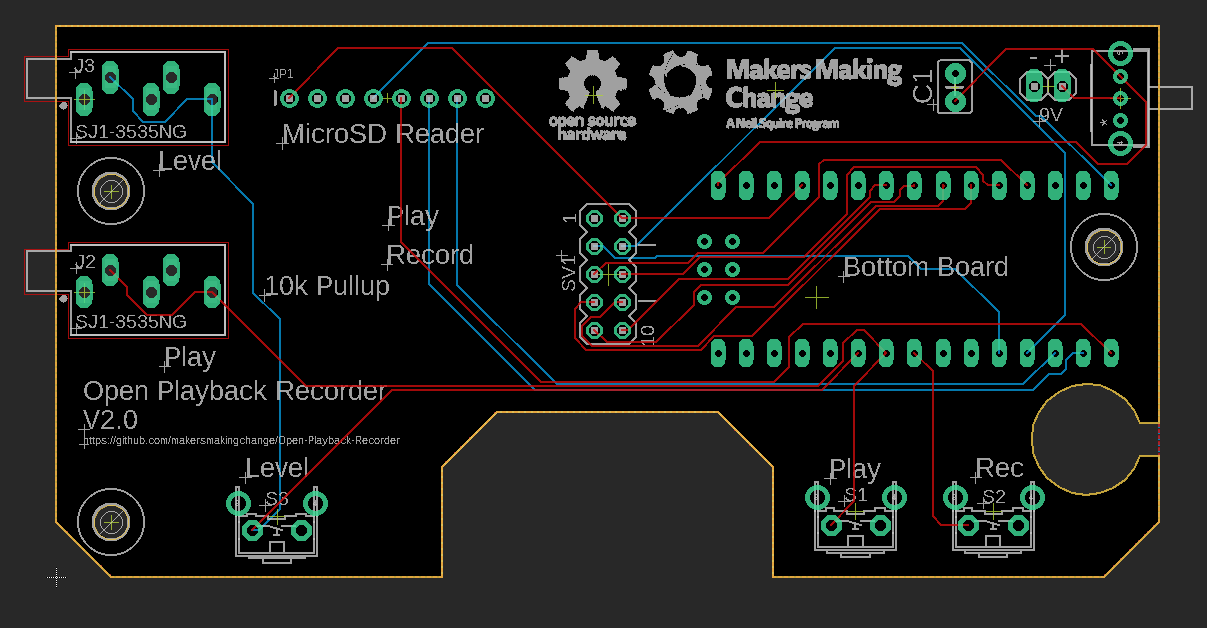 J3
SJ1-3535NG
Level
JP1
MicroSD Reader
open source
hardware
Makers Making
Change
A Neil Squire Program
C1
- +
9V
*
Play
Record
10k Pullup
1
SV1
10
Bottom Board
J2
SJ1-3535NG
Play
Open Playback Recorder
V2.0
https://github.com/makersmakingchange/Open-Playback-Recorder
Level
S3
Play
S1
Rec
S2